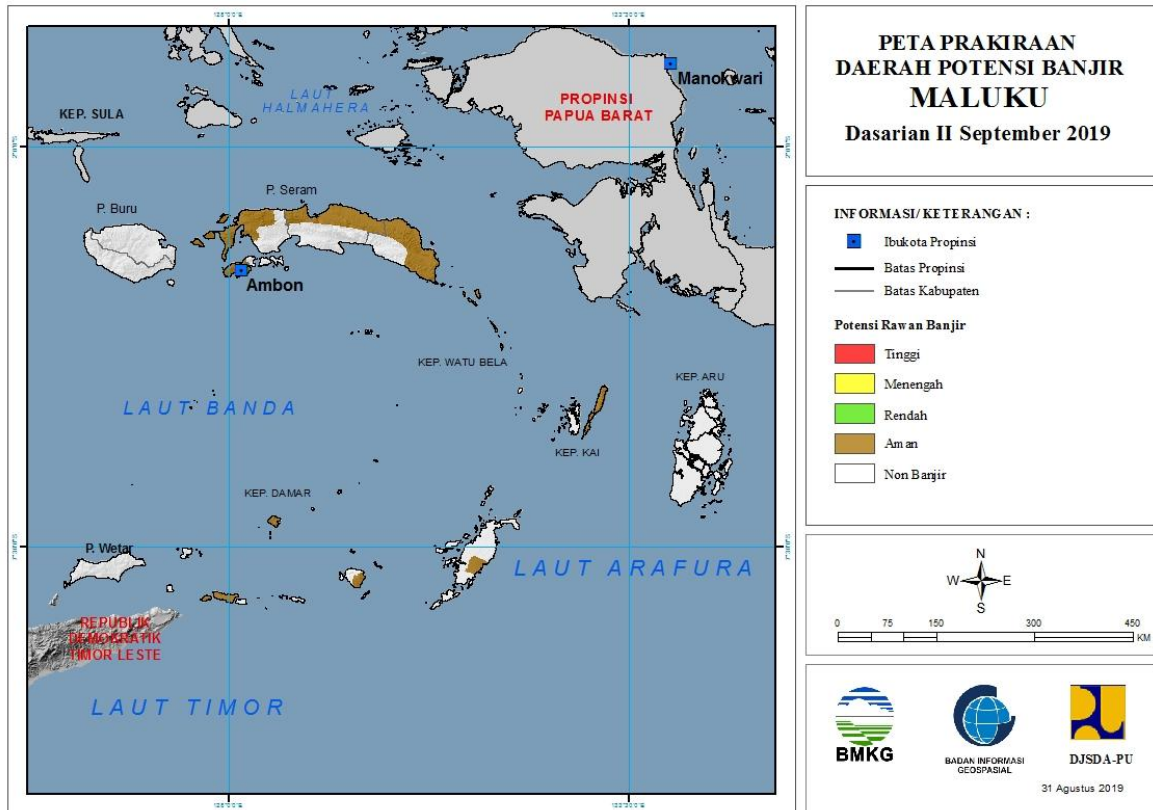 128°0'0"E
LAUT
HALMAHERA
KEP. SULA
Manokwari
PROPINSI
PAPUA BARAT
P. Seram
P. Buru
Ambon
KEP. WATU BELA
KEP. ARU
LAUT BANDA
KEP. KAI
KEP. DAMAR
P. Wetar
LAUT ARAFURA
REPUBLIK
DEMOKRATIK
TIMOR LESTE
LAUT TIMOR
PETA PRAKIRAAN
DAERAH POTENSI BANJIR
MALUKU
Dasarian II September 2019
INFORMASI/ KETERANGAN :
Ibukota Propinsi
Batas Propinsi
Batas Kabupaten
Potensi Rawan Banjir
Tinggi
Menengah
Rendah
Aman
Non Banjir
N
W E
S
0 75 150 300 450
KM
BMKG
BADAN INFORMASI
GEOSPASIAL
DJSDA-PU
31 Agustus 2019